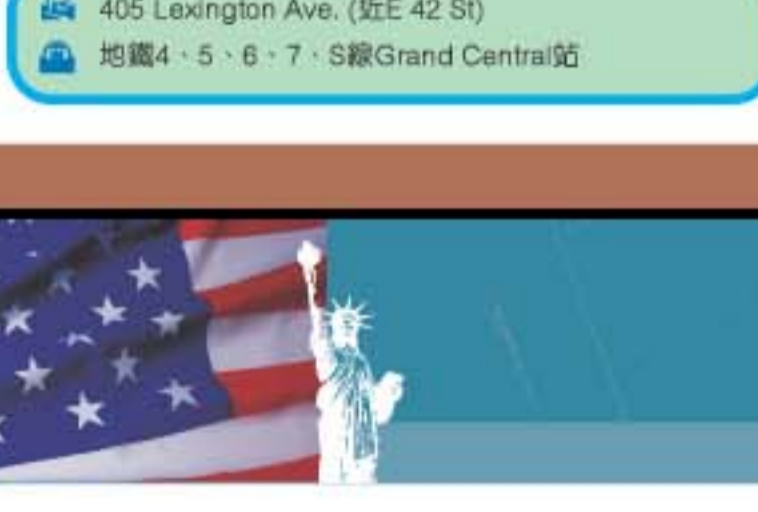 405 Lexington Ave. (近E 42 St)
地鐵4、5、6、7、S線Grand Central站